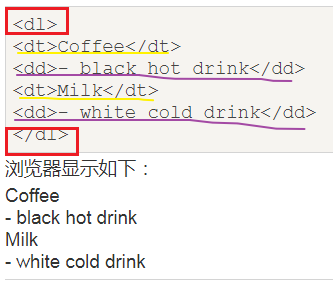 <dl>
<dt>Coffee</dt>
<dd>- black hot drink</dd>
<dt>Milk</dt>
<dd>- white cold drink</dd>
</dl>
浏览器显示如下：
Coffee
- black hot drink
Milk
- white cold drink